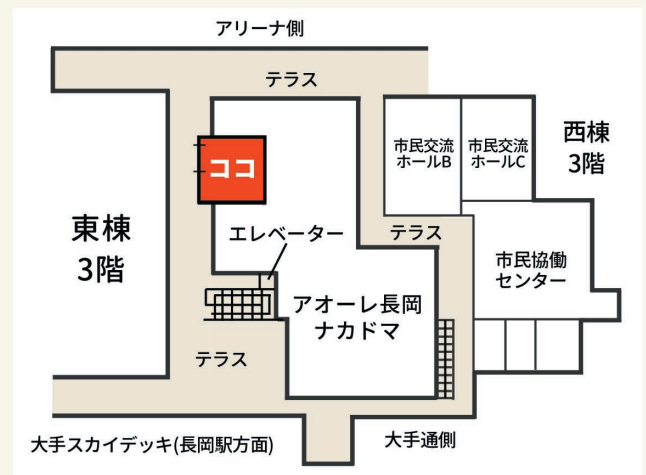 アリーナ側
テラス
市民交流
ホールB
市民交流
ホールC
西棟
3階
ココ
東棟
3階
エレベーター
テラス
市民協働
センター
アオーレ長岡
ナカドマ
テラス
大手スカイデッキ(長岡駅方面)
大手通側